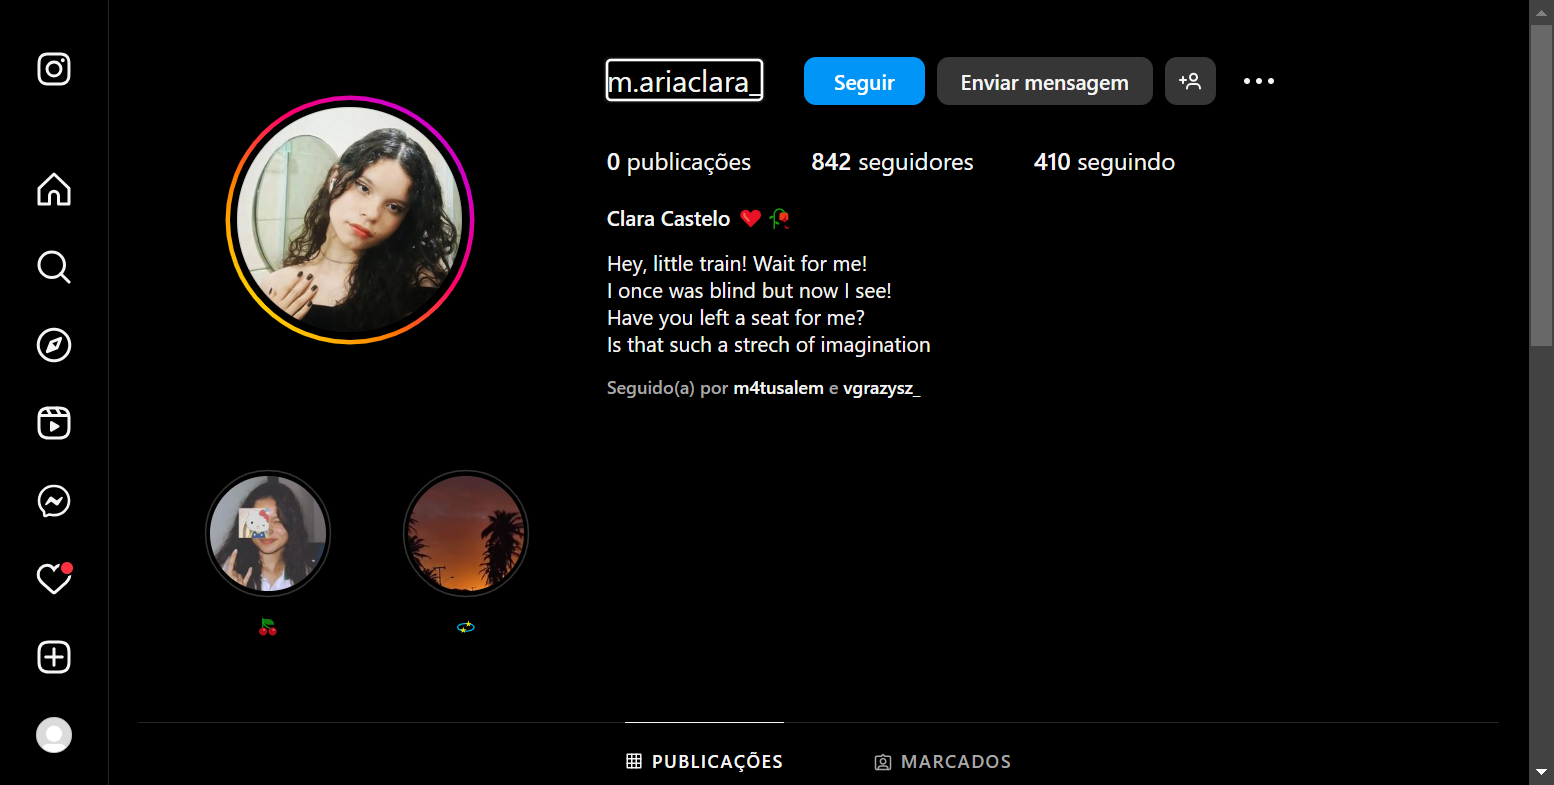 m.ariaclara_ Seguir Enviar mensagem
0 publicações 842 seguidores 410 seguindo
Clara Castelo
Hey, little train! Wait for me!
I once was blind but now I see!
Have you left a seat for me?
Is that such a strech of imagination
Seguido(a) por m4tusalem e vgrazysz_
PUBLICAÇÕES MARCADOS